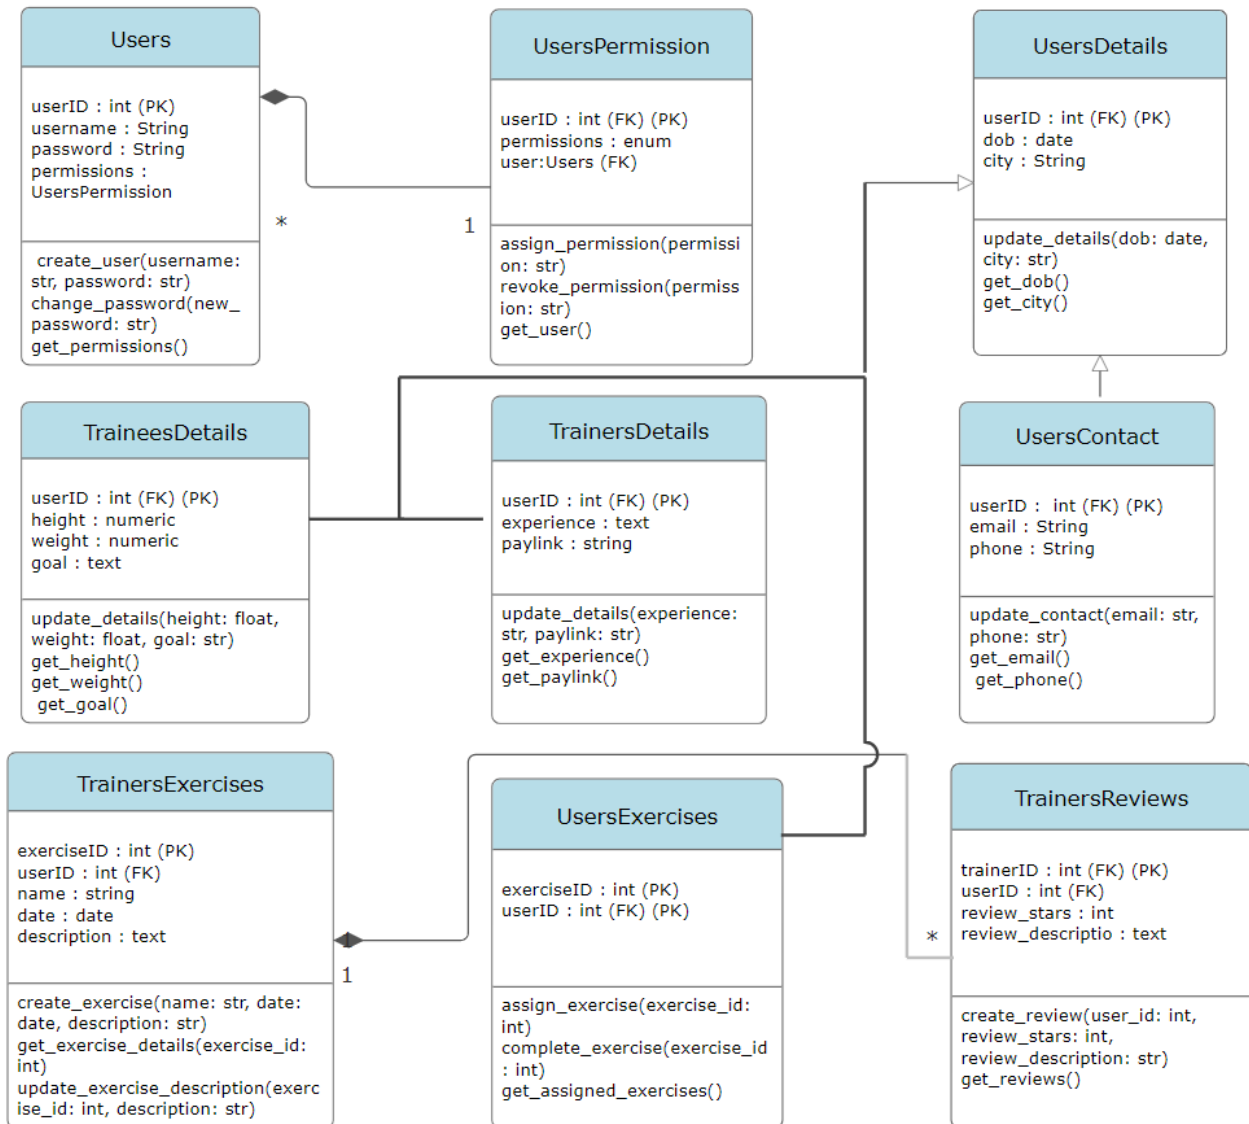 Users
userID : int (PK)
username : String
password : String
permissions :
UsersPermission
create_user(username:
str, password: str)
change_password(new_
password: str)
get_permissions()
*
1
UsersPermission
userID : int (FK) (PK)
permissions : enum
user:Users (FK)
assign_permission(permissi
on: str)
revoke_permission(permiss
ion: str)
get_user()
UsersDetails
userID : int (FK) (PK)
dob : date
city : String
update_details(dob: date,
city: str)
get_dob()
get_city()
TraineesDetails
userID : int (FK) (PK)
height : numeric
weight : numeric
goal : text
update_details(height: float,
weight: float, goal: str)
get_height()
get_weight()
get_goal()
TrainersDetails
userID : int (FK) (PK)
experience : text
paylink : string
update_details(experience:
str, paylink: str)
get_experience()
get_paylink()
UsersContact
userID :  int (FK) (PK)
email : String
phone : String
update_contact(email: str,
phone: str)
get_email()
get_phone()
TrainersExercises
exerciseID : int (PK)
userID : int (FK)
name : string
date : date
description : text
create_exercise(name: str, date:
date, description: str)
get_exercise_details(exercise_id:
int)
update_exercise_description(exerc
ise_id: int, description: str)
1
UsersExercises
exerciseID : int (PK)
userID : int (FK) (PK)
assign_exercise(exercise_id:
int)
complete_exercise(exercise_id
: int)
get_assigned_exercises()
*
TrainersReviews
trainerID : int (FK) (PK)
userID : int (FK)
review_stars : int
review_descriptio : text
create_review(user_id: int,
review_stars: int,
review_description: str)
get_reviews()